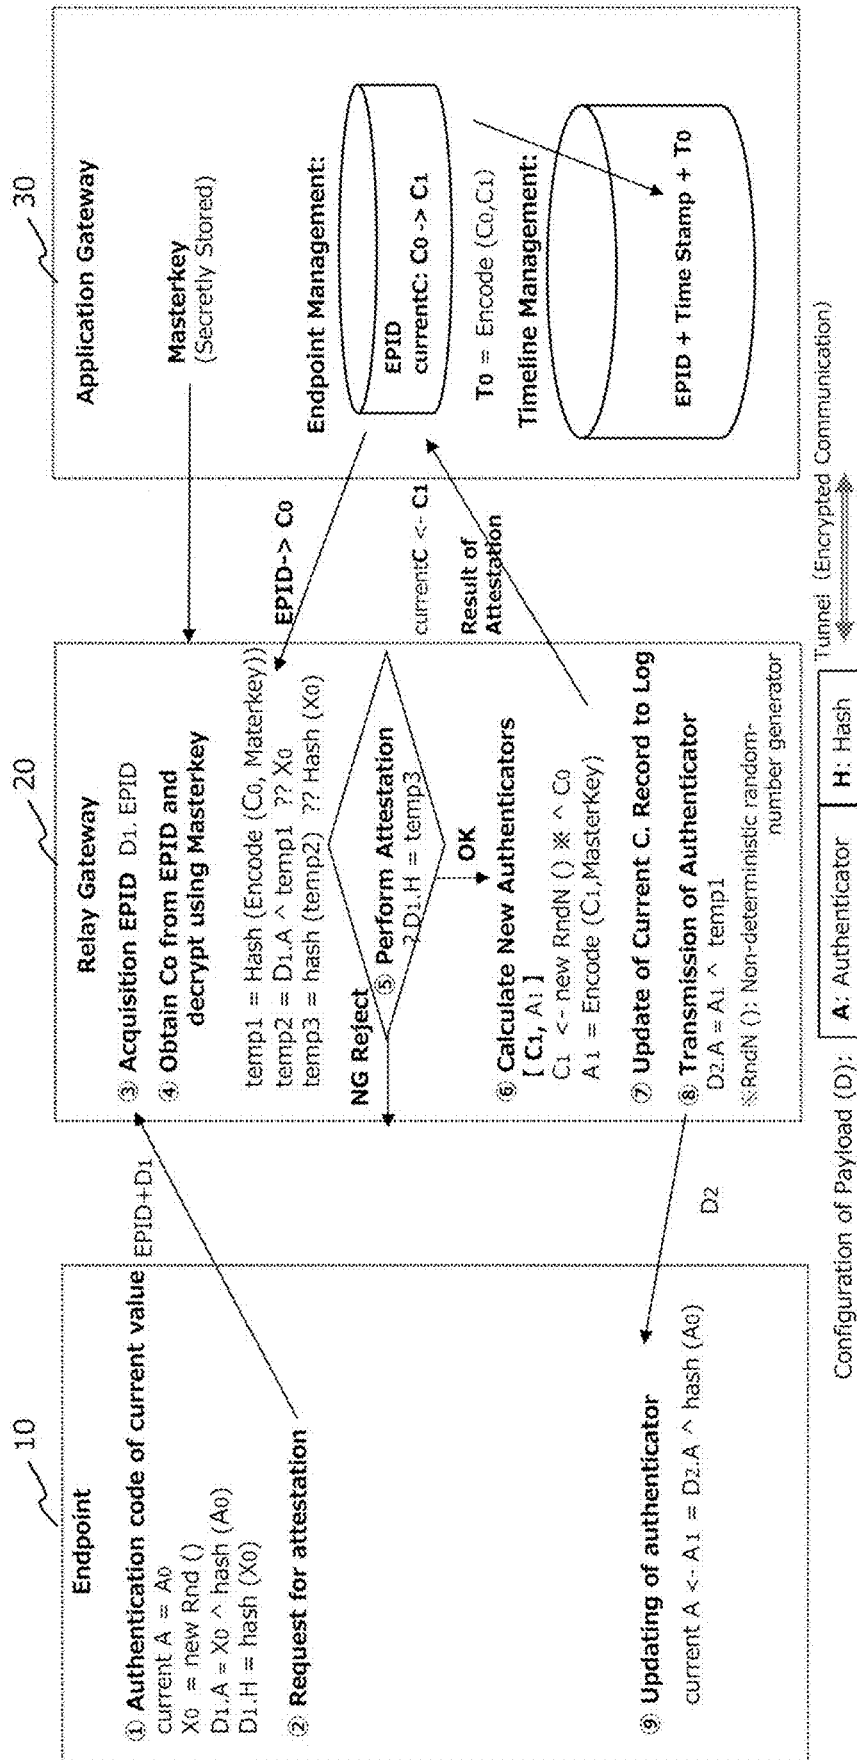 10
Endpoint
① Authentication code of current value
current A = A0
X0 = new Rnd ()
D1.A = X0 ^ hash (A0)
D1.H = hash (X0)
② Request for attestation
⑨ Updating of authenticator
current A <- A1 = D2.A ^ hash (A0)
EPID+D1
D2
20
Relay Gateway
③ Acquisition EPID D1. EPID
④ Obtain Co from EPID and
decrypt using Masterkey
temp1 = Hash (Encode (C0, Materkey))
temp2 = D1.A ^ temp1 ?? X0
temp3 = hash (temp2) ?? Hash (X0)
NG Reject
⑤ Perform Attestation
? D1.H = temp3
OK
⑥ Calculate New Authenticators
[ C1, A1 ]
C1 <- new RndN () ※ ^ C0
A1 = Encode (C1,MasterKey)
⑦ Update of Current C. Record to Log
⑧ Transmission of Authenticator
D2.A = A1 ^ temp1
※RndN (): Non-deterministic random-
number generator
EPID-> C0
currentC <- C1
Result of
Attestation
30
Application Gateway
Masterkey
(Secretly Stored)
Endpoint Management:
EPID
currentC: C0 -> C1
T0 = Encode (C0,C1)
Timeline Management:
EPID + Time Stamp + T0
Configuration of Payload (D):
A: Authenticator
H: Hash
Tunnel (Encrypted Communication)